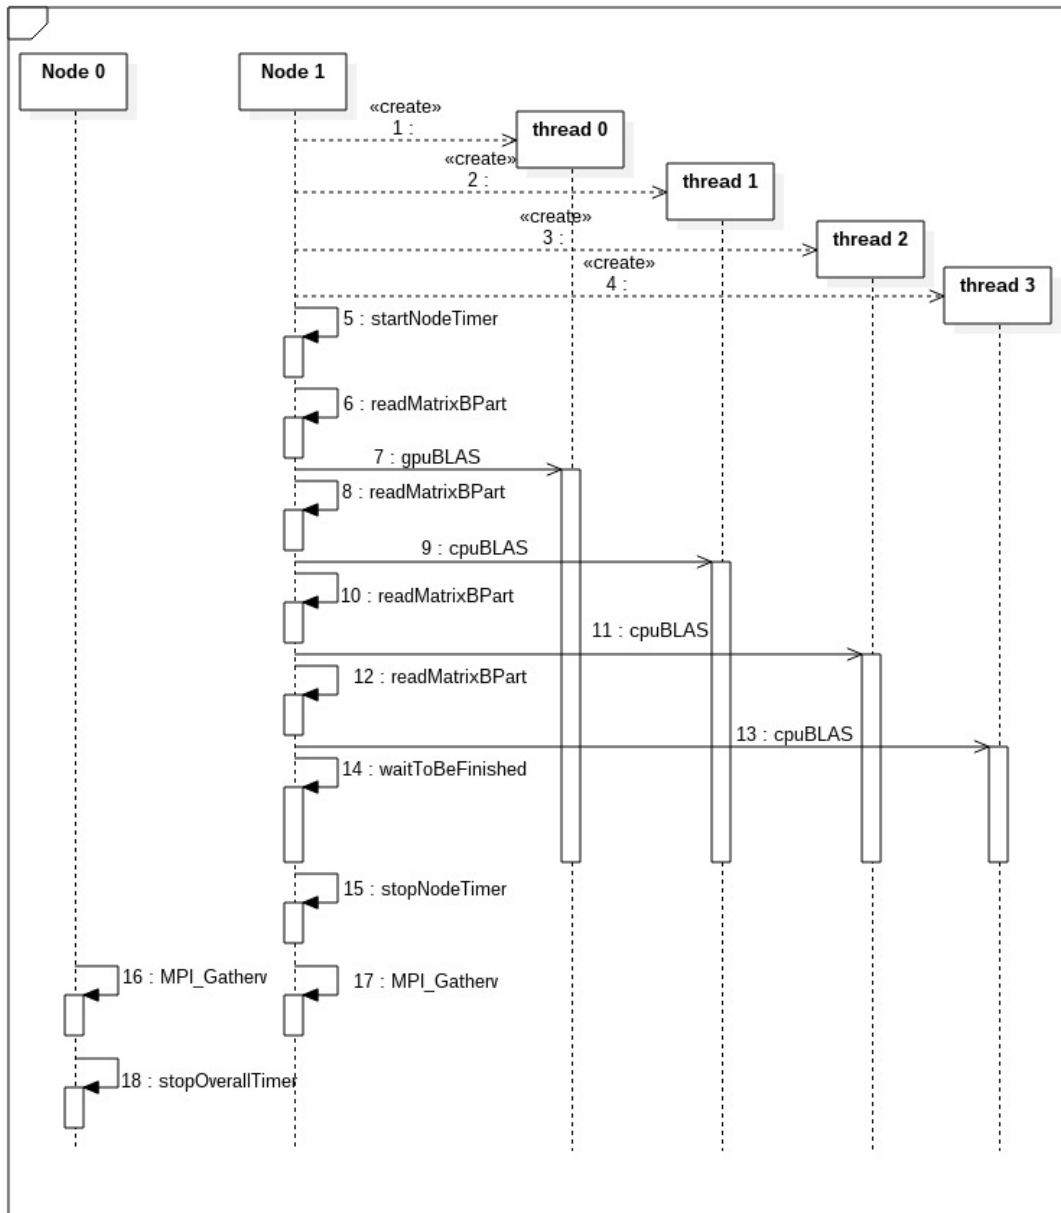 Node 0
Node 1
«create»
1 :
thread 0
«create»
2 :
thread 1
«create»
3 :
thread 2
«create»
4 :
thread 3
5 : startNodeTimer
6 : readMatrixBPart
7 : gpuBLAS
8 : readMatrixBPart
9 : cpuBLAS
10 : readMatrixBPart
11 : cpuBLAS
12 : readMatrixBPart
13 : cpuBLAS
14 : waitToBeFinished
15 : stopNodeTimer
16 : MPI_Gatherv
17 : MPI_Gatherv
18 : stopOverallTimer